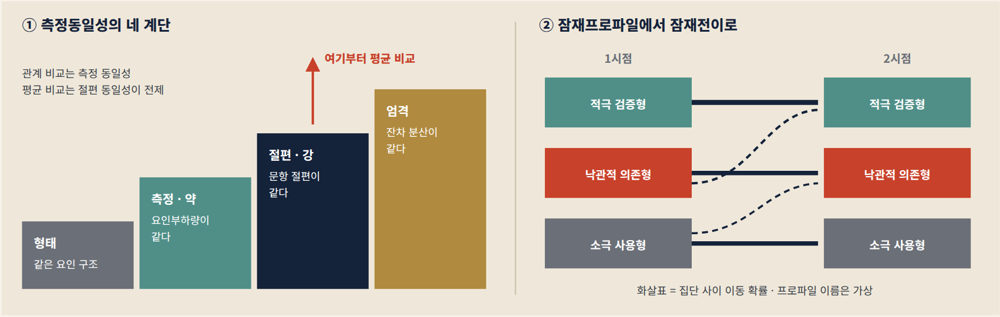 ① 측정동일성의 네 계단
관계 비교는 측정 동일성
평균 비교는 절편 동일성이 전제
여기부터 평균 비교
형태
같은 요인 구조
측정 · 약
요인부하량이
같다
절편 · 강
문항 절편이
같다
엄격
잔차 분산이
같다
② 잠재프로파일에서 잠재전이로
1시점
2시점
적극 검증형
적극 검증형
낙관적 의존형
낙관적 의존형
소극 사용형
소극 사용형
화살표 = 집단 사이 이동 확률 · 프로파일 이름은 가상